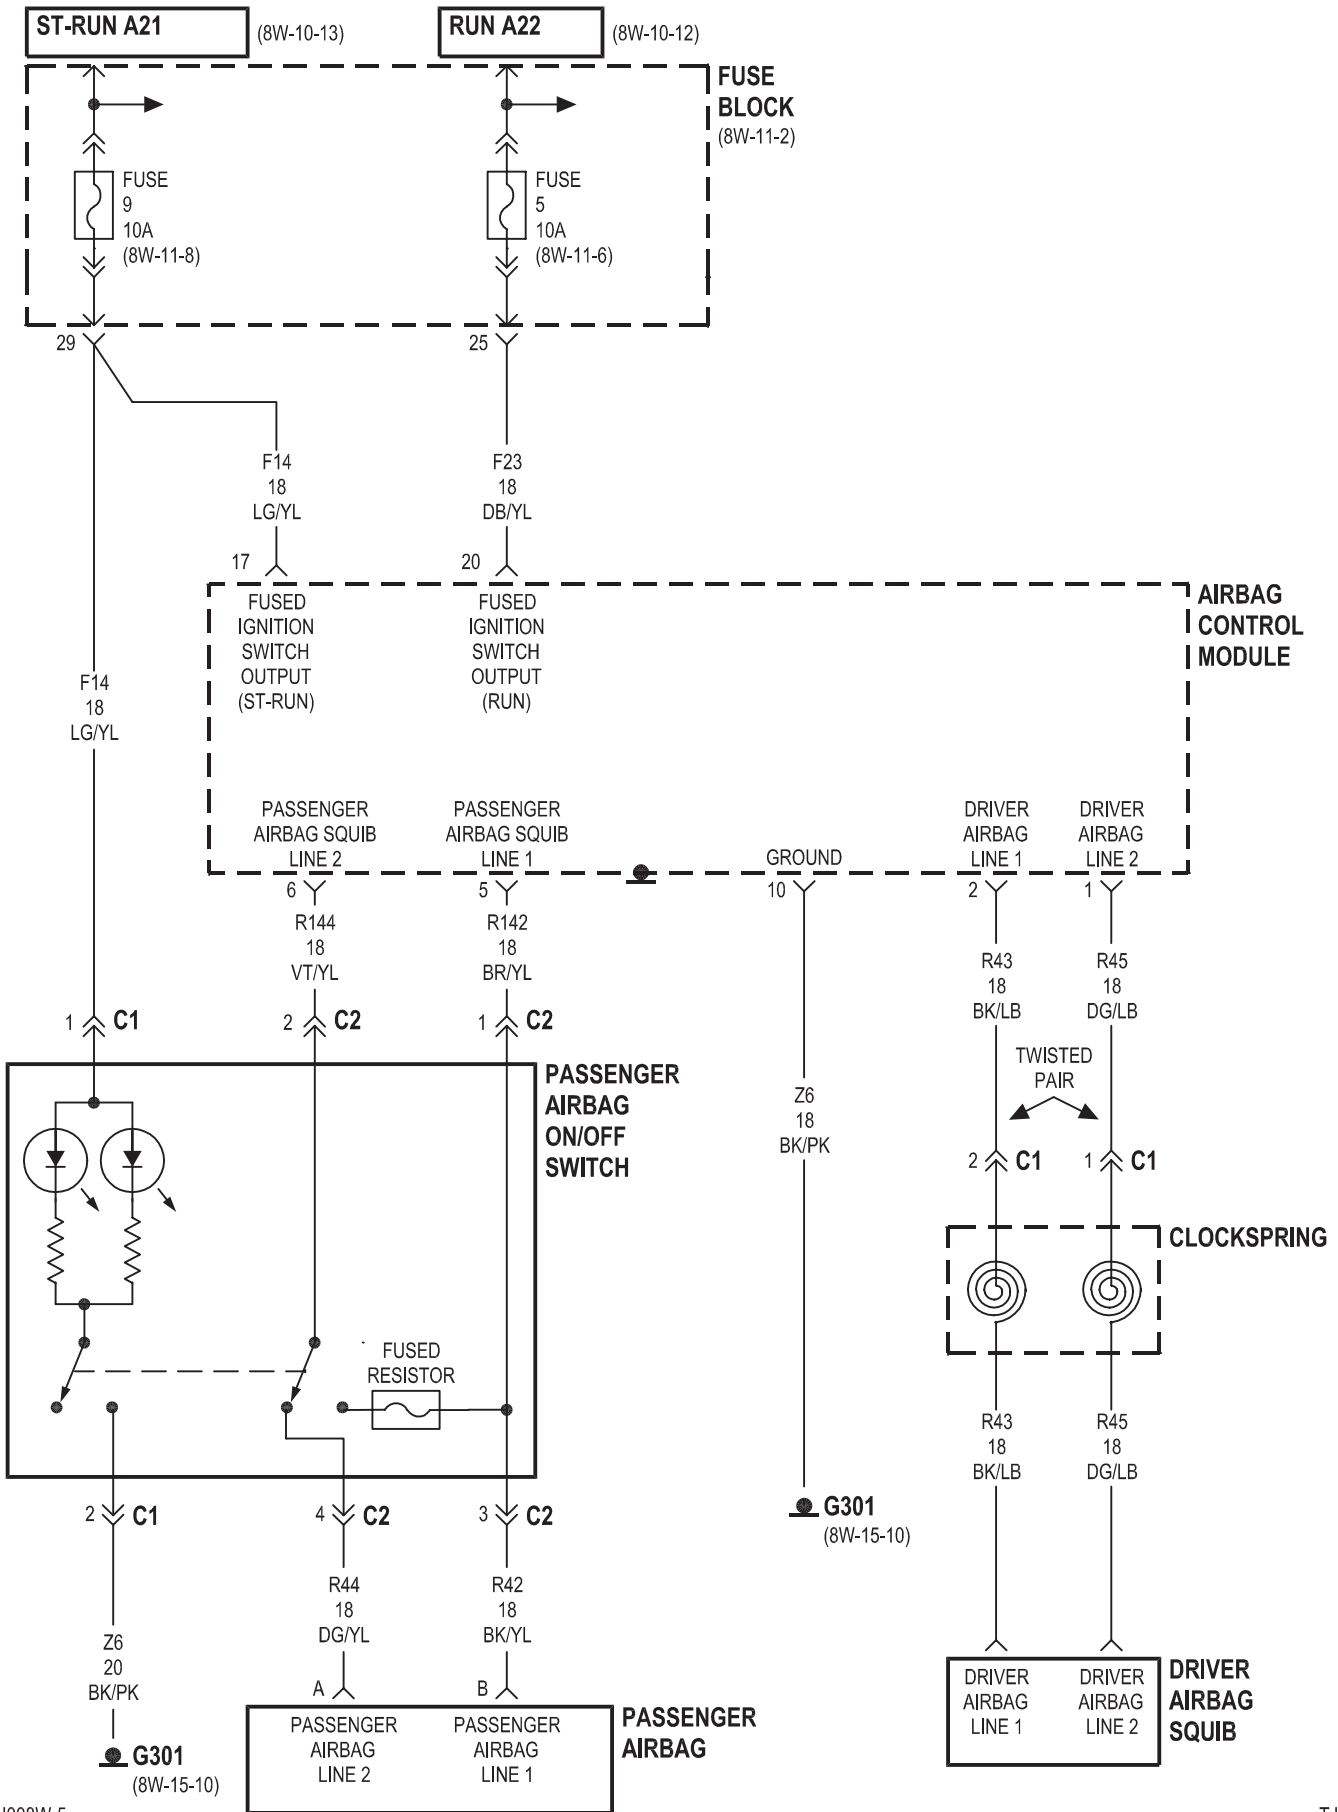 ST-RUN A21
(8W-10-13)
RUN A22
(8W-10-12)
FUSE
BLOCK
(8W-11-2)
FUSE
9
10A
(8W-11-8)
FUSE
5
10A
(8W-11-6)
29
25
F14
18
LG/YL
F23
18
DB/YL
17
20
FUSED
IGNITION
SWITCH
OUTPUT
(ST-RUN)
FUSED
IGNITION
SWITCH
OUTPUT
(RUN)
AIRBAG
CONTROL
MODULE
F14
18
LG/YL
PASSENGER
AIRBAG SQUIB
LINE 2
PASSENGER
AIRBAG SQUIB
LINE 1
GROUND
DRIVER
AIRBAG
LINE 1
DRIVER
AIRBAG
LINE 2
6
5
10
2
1
R144
18
VT/YL
R142
18
BR/YL
R43
18
BK/LB
R45
18
DG/LB
1 C1
2 C2
1 C2
TWISTED
PAIR
PASSENGER
AIRBAG
ON/OFF
SWITCH
Z6
18
BK/PK
2 C1
1 C1
CLOCKSPRING
FUSED
RESISTOR
R43
18
BK/LB
R45
18
DG/LB
2 C1
4 C2
3 C2
G301
(8W-15-10)
R44
18
DG/YL
R42
18
BK/YL
Z6
20
BK/PK
A
B
G301
(8W-15-10)
PASSENGER
AIRBAG
LINE 2
PASSENGER
AIRBAG
LINE 1
PASSENGER
AIRBAG
DRIVER
AIRBAG
LINE 1
DRIVER
AIRBAG
LINE 2
DRIVER
AIRBAG
SQUIB